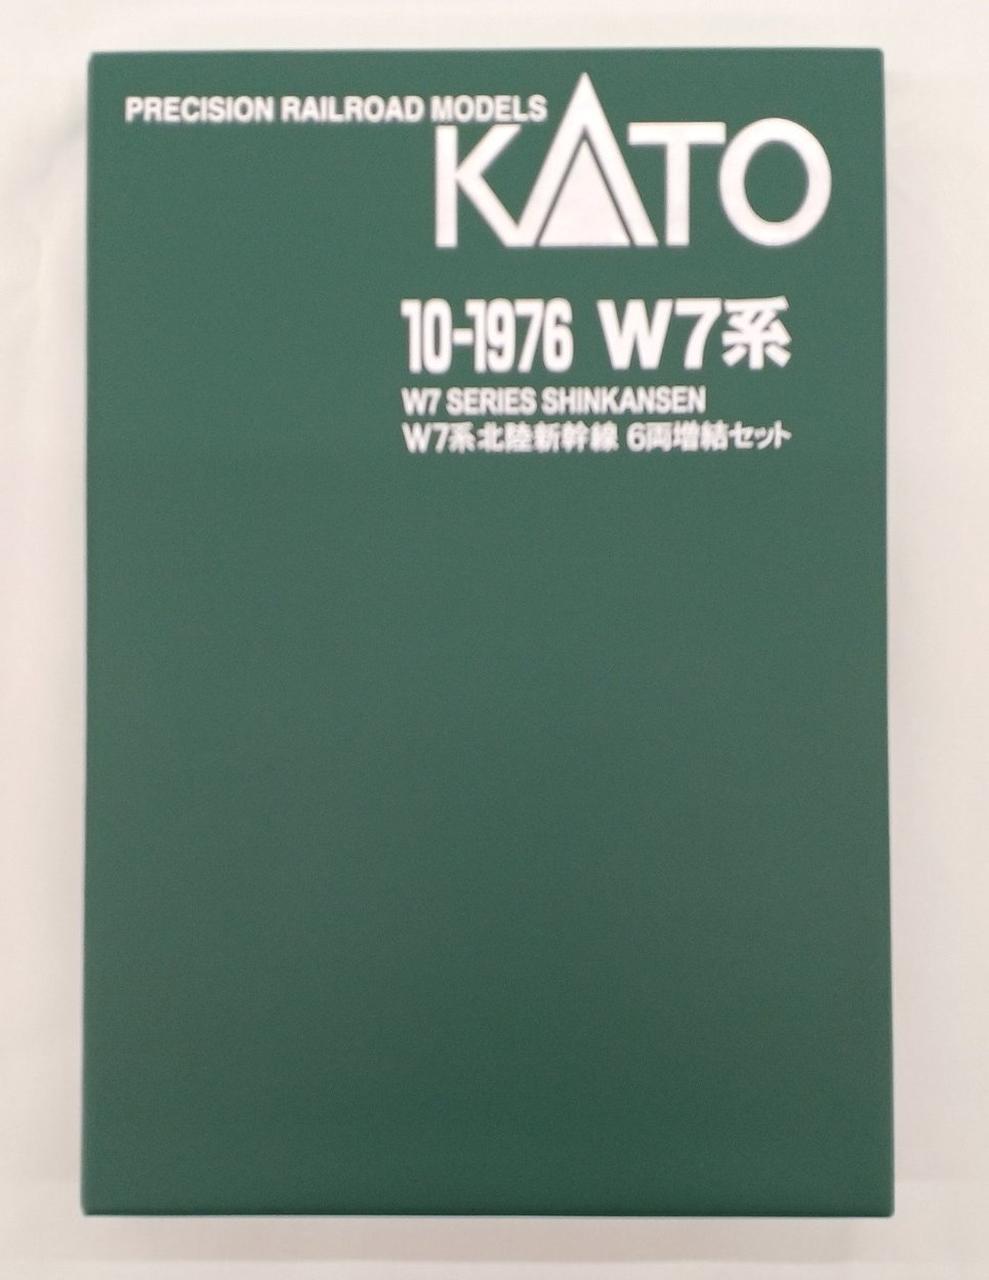 PRECISION RAILROAD MODELS
KATO
10-1976 W7系
W7 SERIES SHINKANSEN
W7系北陸新幹線 6両増結セット